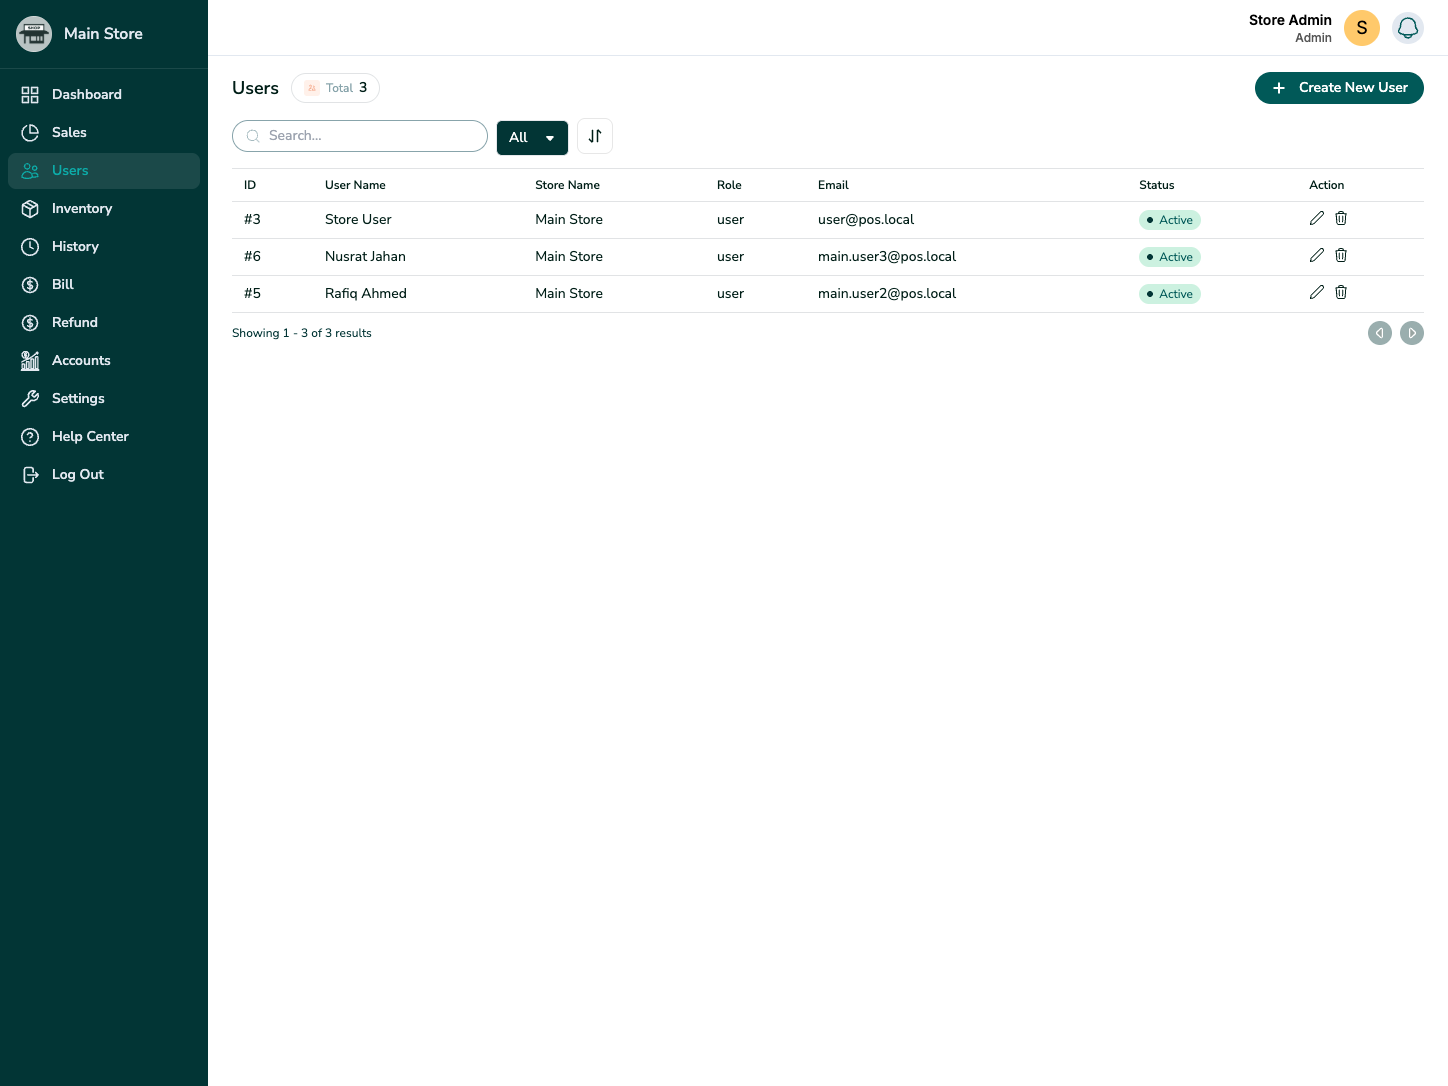 SHOP
Main Store
Dashboard
Sales
Users
Inventory
History
Bill
Refund
Accounts
Settings
Help Center
Log Out
Store Admin
Admin
S
Users
Total 3
Create New User
Search...
All
ID User Name Store Name Role Email Status Action
#3 Store User Main Store user user@pos.local Active
#6 Nusrat Jahan Main Store user main.user3@pos.local Active
#5 Rafiq Ahmed Main Store user main.user2@pos.local Active
Showing 1 - 3 of 3 results